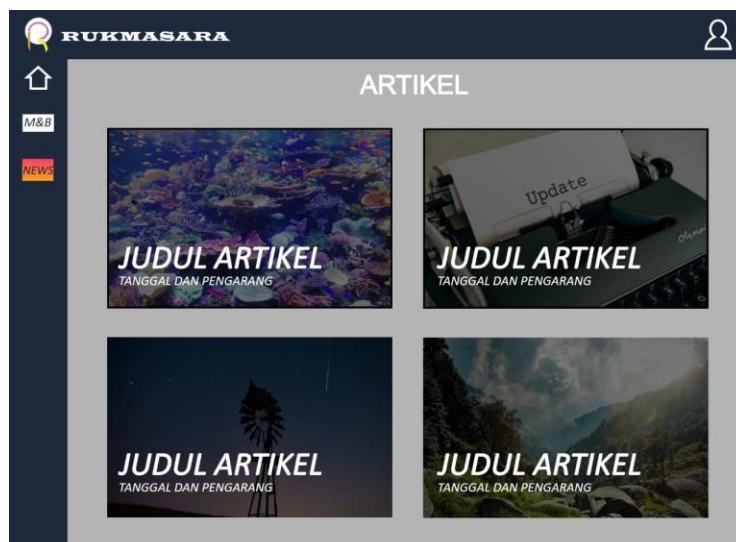 RUKMASARA
ARTIKEL
M&B
NEWS
Update
JUDUL ARTIKEL
TANGGAL DAN PENGARANG
Olympia
JUDUL ARTIKEL
TANGGAL DAN PENGARANG
JUDUL ARTIKEL
TANGGAL DAN PENGARANG
JUDUL ARTIKEL
TANGGAL DAN PENGARANG